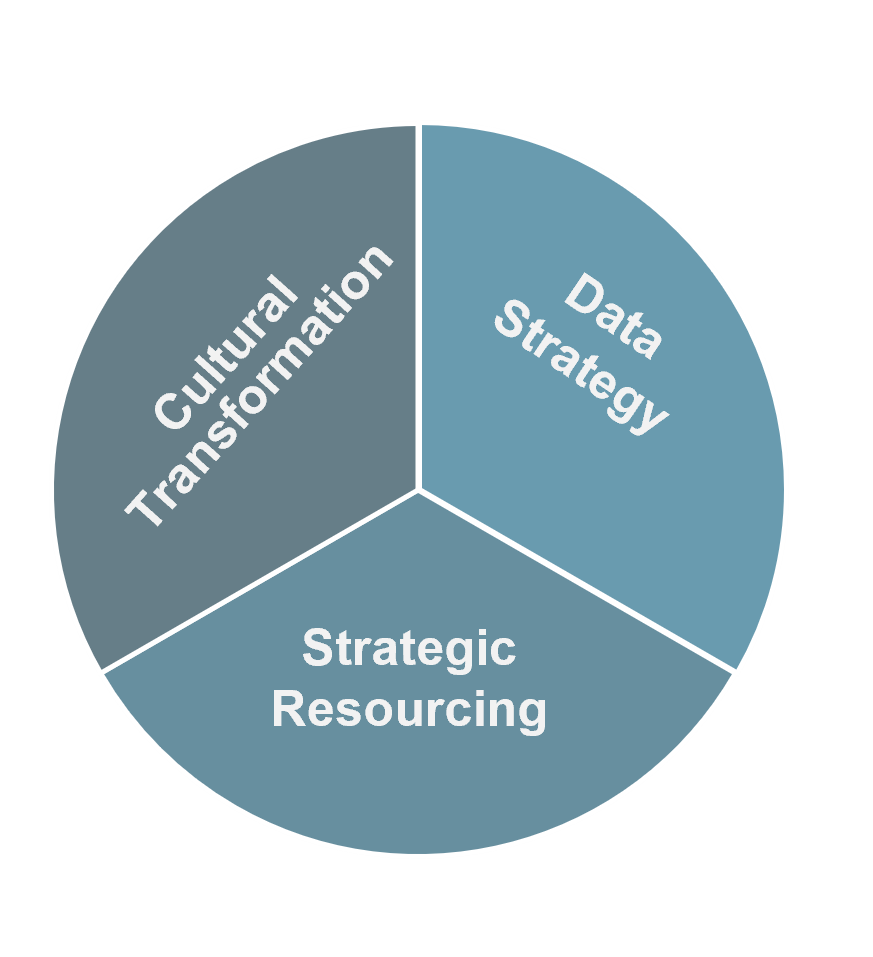 Cultural
Transformation
Data
Strategy
Strategic
Resourcing